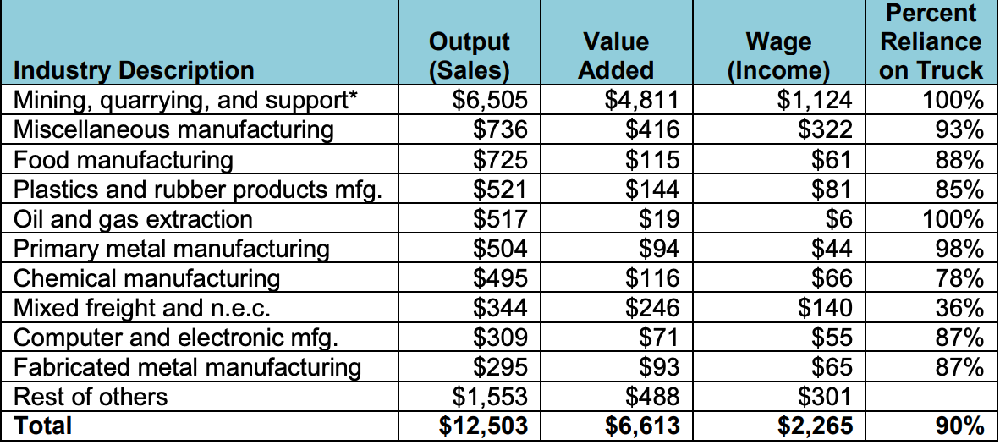 Industry Description Output (Sales) Value Added Wage (Income) Percent Reliance on Truck
Mining, quarrying, and support* $6,505 $4,811 $1,124 100%
Miscellaneous manufacturing $736 $416 $322 93%
Food manufacturing $725 $115 $61 88%
Plastics and rubber products mfg. $521 $144 $81 85%
Oil and gas extraction $517 $19 $6 100%
Primary metal manufacturing $504 $94 $44 98%
Chemical manufacturing $495 $116 $66 78%
Mixed freight and n.e.c. $344 $246 $140 36%
Computer and electronic mfg. $309 $71 $55 87%
Fabricated metal manufacturing $295 $93 $65 87%
Rest of others $1,553 $488 $301
Total $12,503 $6,613 $2,265 90%